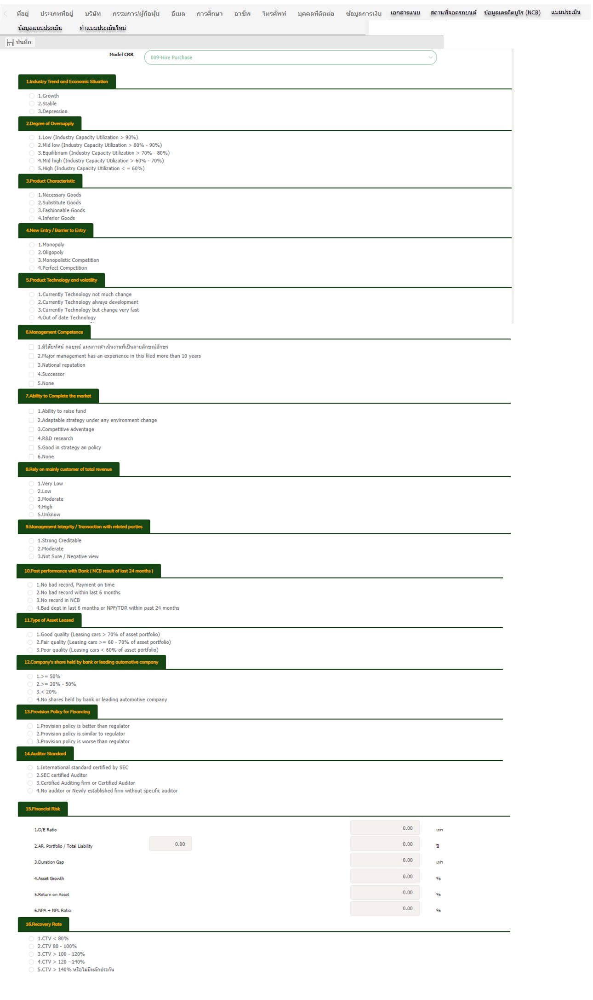 ที่อยู่ ประเภทที่อยู่ บริษัท กรรมการ/ผู้ถือหุ้น อีเมล การศึกษา อาชีพ โทรศัพท์ บุคคลที่ติดต่อ ข้อมูลการเงิน เอกสารแนบ สถานที่จอดรถยนต์ ข้อมูลเครดิตบูโร (NCB) แบบประเมิน
ข้อมูลแบบประเมิน ทำแบบประเมินใหม่
บันทึก
Model CRR 009-Hire Purchase
1.Industry Trend and Economic Situation
1.Growth
2.Stable
3.Depression
2.Degree of Oversupply
1.Low (Industry Capacity Utilization > 90%)
2.Mid low (Industry Capacity Utilization > 80% - 90%)
3.Equilibrium (Industry Capacity Utilization > 70% - 80%)
4.Mid high (Industry Capacity Utilization > 60% - 70%)
5.High (Industry Capacity Utilization < = 60%)
3.Product Characteristic
1.Necessary Goods
2.Substitute Goods
3.Fashionable Goods
4.Inferior Goods
4.New Entry / Barrier to Entry
1.Monopoly
2.Oligopoly
3.Monopolistic Competition
4.Perfect Competition
5.Product Technology and volatility
1.Currently Technology not much change
2.Currently Technology always development
3.Currently Technology but change very fast
4.Out of date Technology
6.Management Competence
1.มีวิสัยทัศน์ กลยุทธ์ แผนการดำเนินงานที่เป็นลายลักษณ์อักษร
2.Major management has an experience in this filed more than 10 years
3.National reputation
4.Successor
5.None
7.Ability to Complete the market
1.Ability to raise fund
2.Adaptable strategy under any environment change
3.Competitive adventage
4.R&D research
5.Good in strategy an policy
6.None
8.Rely on mainly customer of total revenue
1.Very Low
2.Low
3.Moderate
4.High
5.Unknow
9.Management Integrity / Transaction with related parties
1.Strong Creditable
2.Moderate
3.Not Sure / Negative view
10.Past performance with Bank ( NCB result of last 24 months )
1.No bad record, Payment on time
2.No bad record within last 6 months
3.No record in NCB
4.Bad dept in last 6 months or NPF/TDR within past 24 months
11.Type of Asset Leased
1.Good quality (Leasing cars > 70% of asset portfolio)
2.Fair quality (Leasing cars >= 60 - 70% of asset portfolio)
3.Poor quality (Leasing cars < 60% of asset portfolio)
12.Company's share held by bank or leading automotive company
1.>= 50%
2.>= 20% - 50%
3.< 20%
4.No shares held by bank or leading automotive company
13.Provision Policy for Financing
1.Provision policy is better than regulator
2.Provision policy is similar to regulator
3.Provision policy is worse than regulator
14.Auditor Standard
1.International standard certified by SEC
2.SEC certified Auditor
3.Certified Auditing firm or Certified Auditor
4.No auditor or Newly established firm without specific auditor
15.Financial Risk
1.D/E Ratio 0.00 เท่า
2.AR. Portfolio / Total Liability 0.00 0.00 ปี
3.Duration Gap 0.00 เท่า
4.Asset Growth 0.00 %
5.Return on Asset 0.00 %
6.NPA + NPL Ratio 0.00 %
16.Recovery Rate
1.CTV < 80%
2.CTV 80 - 100%
3.CTV > 100 - 120%
4.CTV > 120 - 140%
5.CTV > 140% หรือไม่มีหลักประกัน